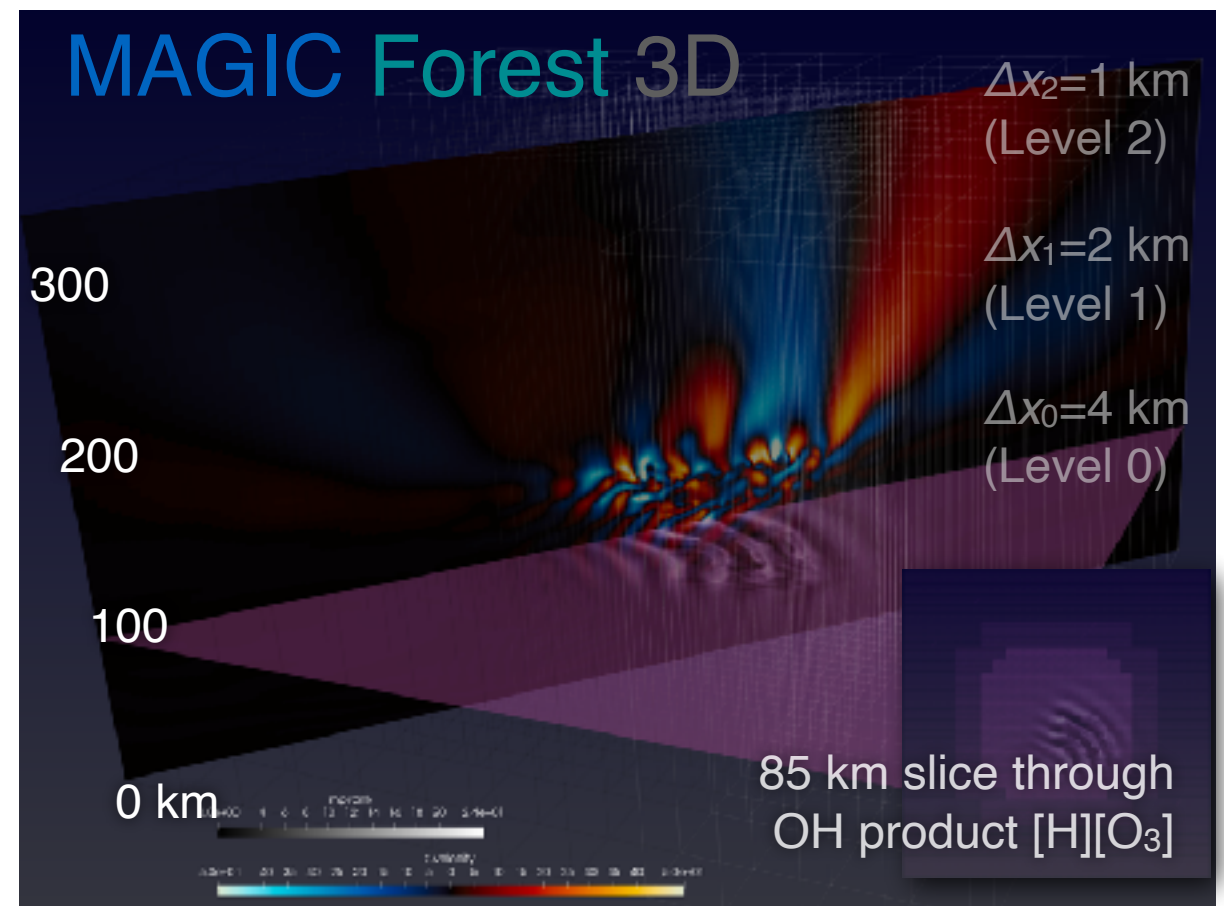 MAGIC Forest 3D
Δx₂=1 km
(Level 2)
Δx₁=2 km
(Level 1)
Δx₀=4 km
(Level 0)
300
200
100
0 km
85 km slice through
OH product [H][O₃]